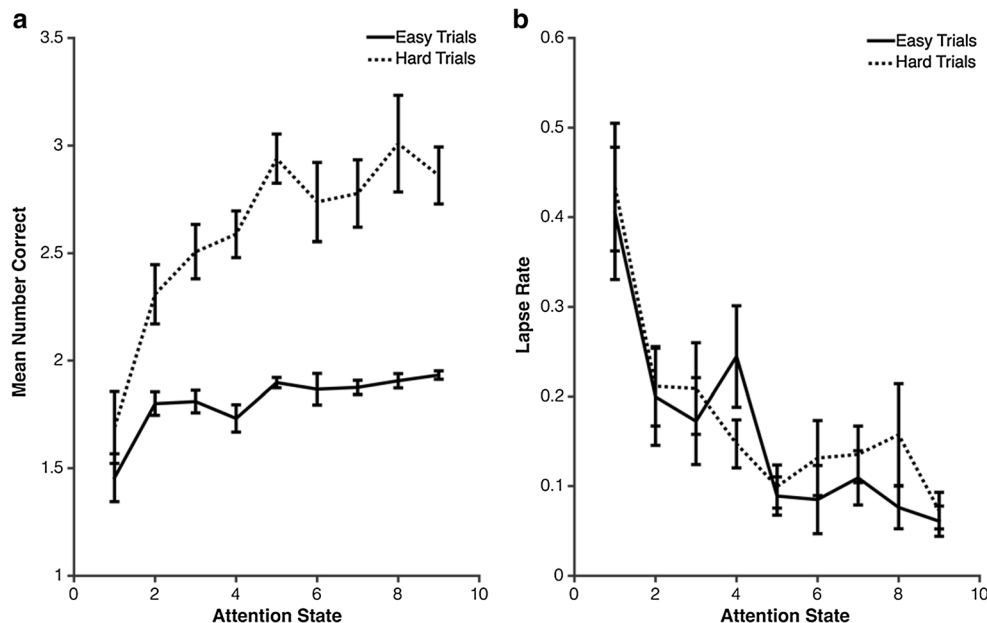 a
3.5
3
2.5
2
1.5
1
0
2
4
6
8
10
Mean Number Correct
Attention State
Easy Trials
Hard Trials
b
0.6
0.5
0.4
0.3
0.2
0.1
0
0
2
4
6
8
10
Lapse Rate
Attention State
Easy Trials
Hard Trials